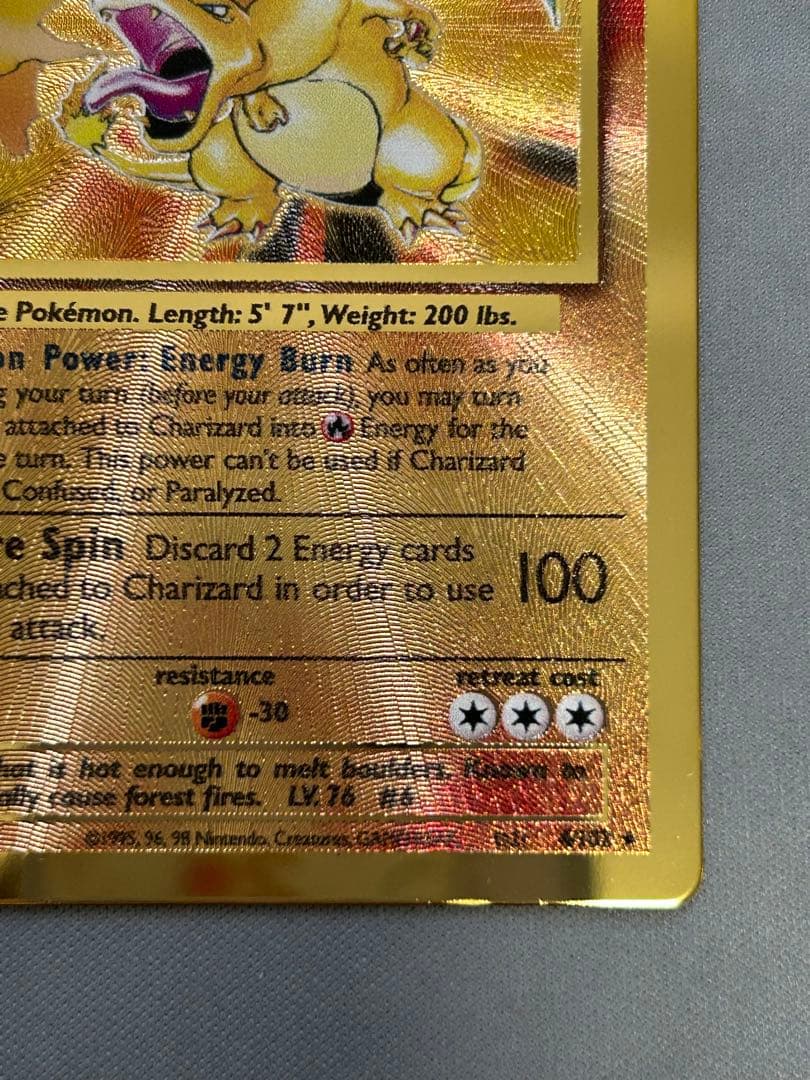 e Pokémon. Length: 5' 7", Weight: 200 lbs.
on Power: Energy Burn As often as you
g your turn (before your attack), you may turn
attached to Charizard into Energy for the
e turn. This power can't be used if Charizard
Confused, or Paralyzed.
re Spin Discard 2 Energy cards
ched to Charizard in order to use
attack.
100
resistance
-30
retreat cost
hat is hot enough to melt boulders. Known to
ally cause forest fires. LV. 76 #6
©1995, 96, 98 Nintendo, Creatures, GAMEFREAK. 4/102 ★